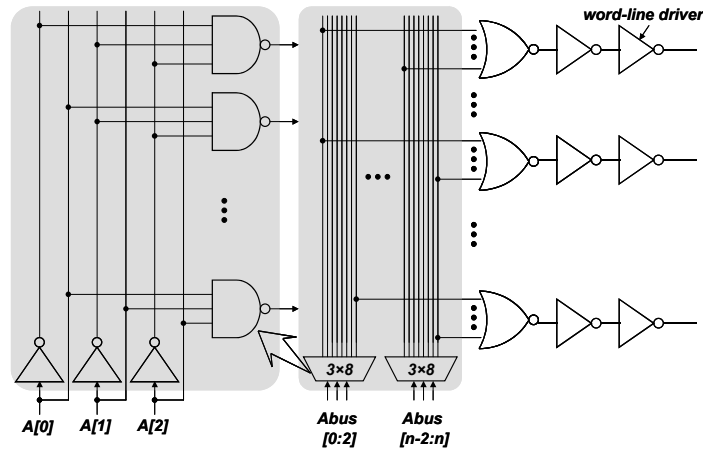 word-line driver
3×8
3×8
A[0]
A[1]
A[2]
Abus
[0:2]
Abus
[n-2:n]